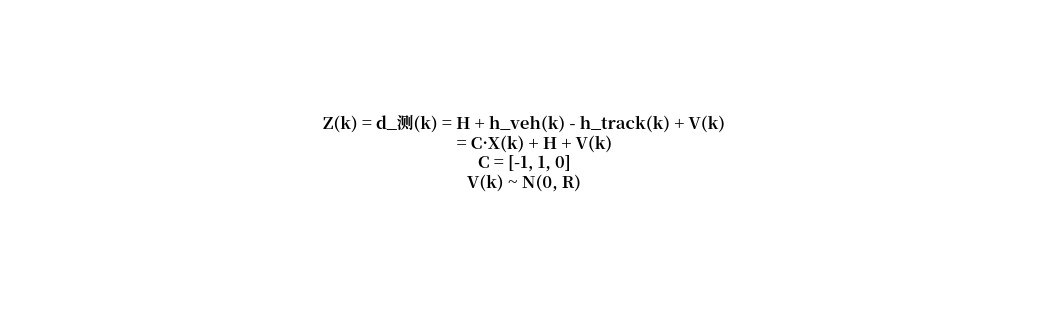 Z(k) = d_测(k) = H + h_veh(k) - h_track(k) + V(k)
= C·X(k) + H + V(k)
C = [-1, 1, 0]
V(k) ~ N(0, R)